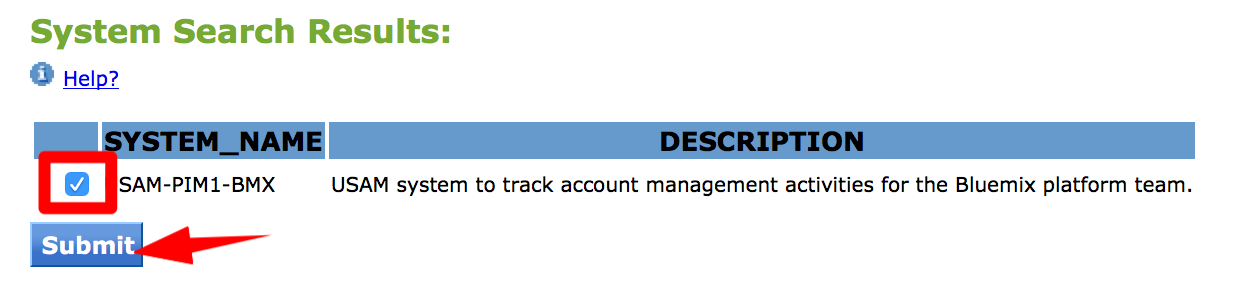 System Search Results:
Help?
SYSTEM_NAME DESCRIPTION
SAM-PIM1-BMX USAM system to track account management activities for the Bluemix platform team.
Submit